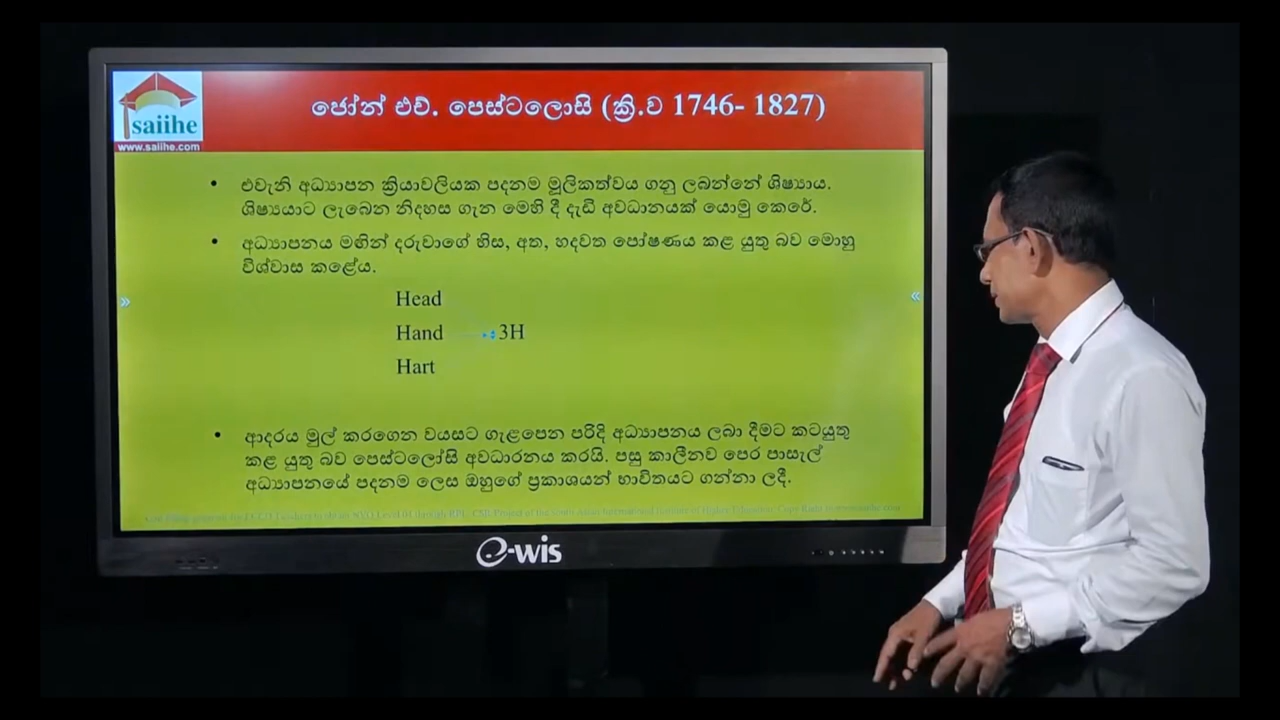 saiihe
www.saiihe.com
ජෝන් එච්. පෙස්ටලොසි (ක්‍රි.ව 1746- 1827)
• එවැනි අධ්‍යාපන ක්‍රියාවලියක පදනම මූලිකත්වය ගනු ලබන්නේ ශිෂ්‍යාය.
ශිෂ්‍යයාට ලැබෙන නිදහස ගැන මෙහි දී දැඩි අවධානයක් යොමු කෙරේ.
• අධ්‍යාපනය මඟින් දරුවාගේ හිස, අත, හදවත පෝෂණය කළ යුතු බව මොහු
විශ්වාස කළේය.
Head
Hand
3H
Hart
• ආදරය මුල් කරගෙන වයසට ගැළපෙන පරිදි අධ්‍යාපනය ලබා දීමට කටයුතු
කළ යුතු බව පෙස්ටලෝසි අවධාරනය කරයි. පසු කාලීනව පෙර පාසැල්
අධ්‍යාපනයේ පදනම ලෙස ඔහුගේ ප්‍රකාශයන් භාවිතයට ගන්නා ලදී.
e-wis